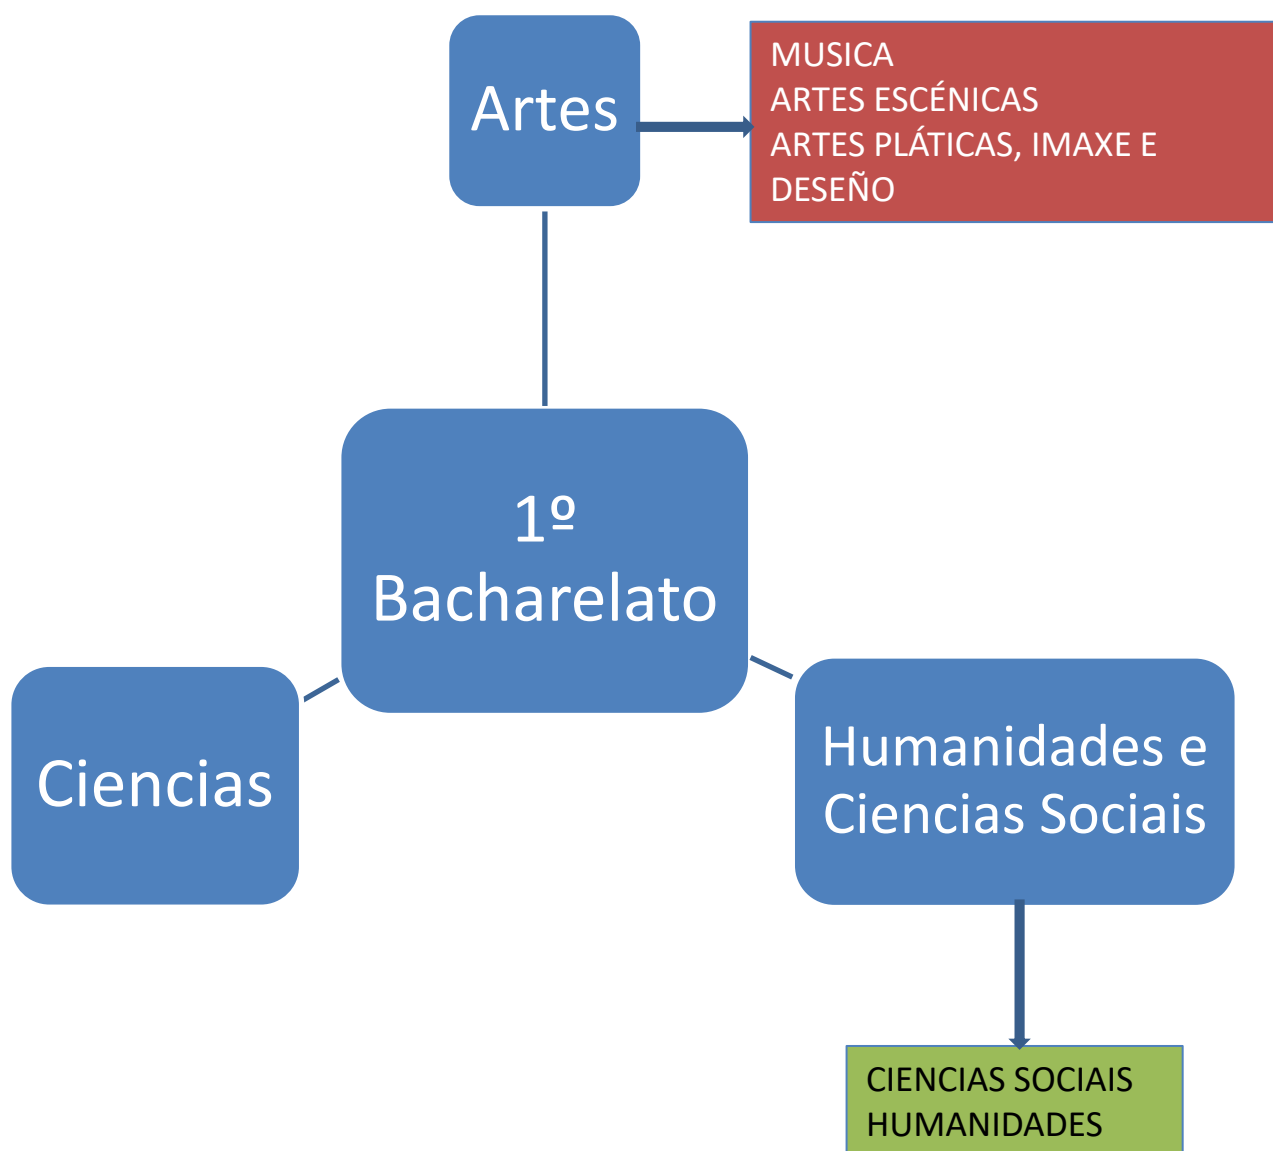 Artes
MUSICA
ARTES ESCÉNICAS
ARTES PLÁTICAS, IMAXE E
DESEÑO
1º
Bacharelato
Ciencias
Humanidades e
Ciencias Sociais
CIENCIAS SOCIAIS
HUMANIDADES